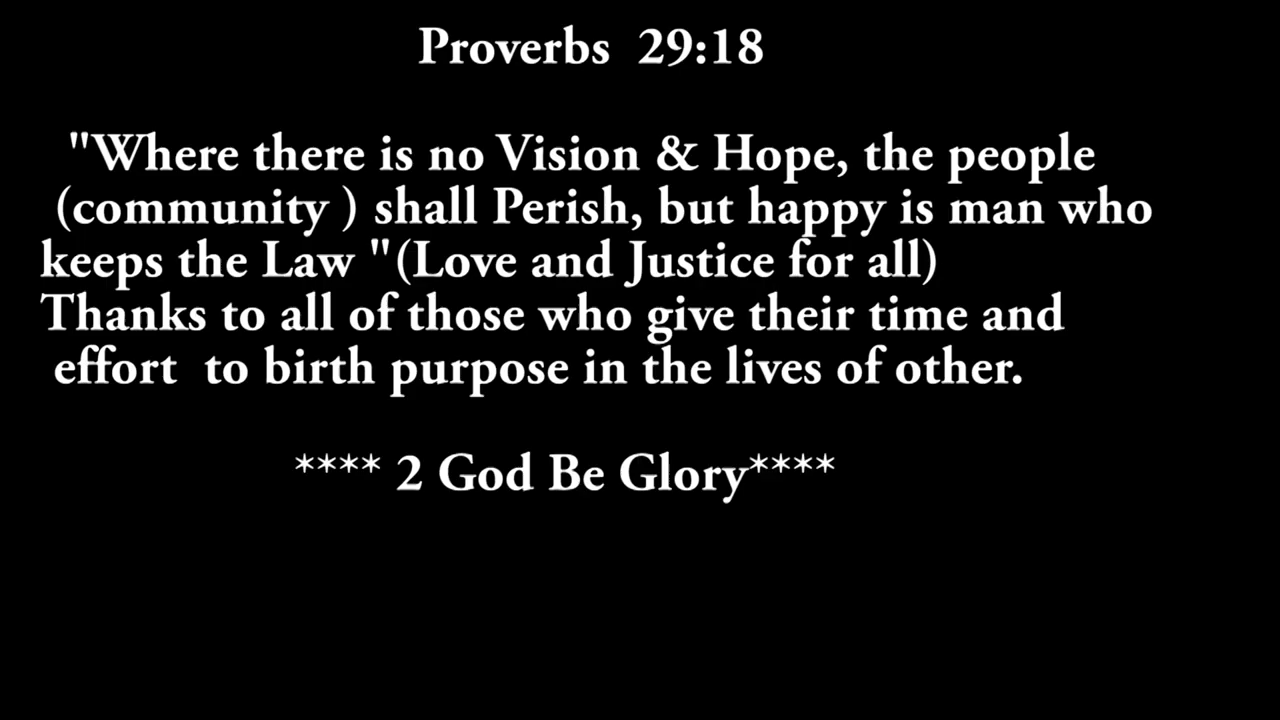 Proverbs 29:18
"Where there is no Vision & Hope, the people
(community ) shall Perish, but happy is man who
keeps the Law "(Love and Justice for all)
Thanks to all of those who give their time and
effort to birth purpose in the lives of other.
**** 2 God Be Glory****